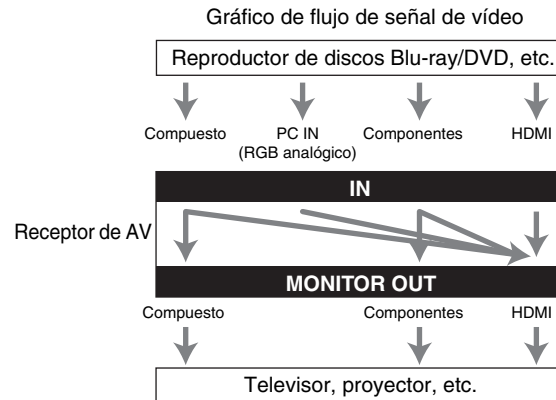 Gráfico de flujo de señal de vídeo
Reproductor de discos Blu-ray/DVD, etc.
Compuesto PC IN Componentes HDMI
(RGB analógico)
IN
Receptor de AV
MONITOR OUT
Compuesto Componentes HDMI
Televisor, proyector, etc.